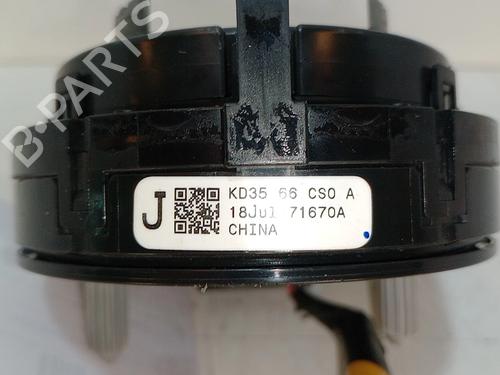 B-PARTS
J
KD35 66 CS0 A
18Jul 71670A
CHINA